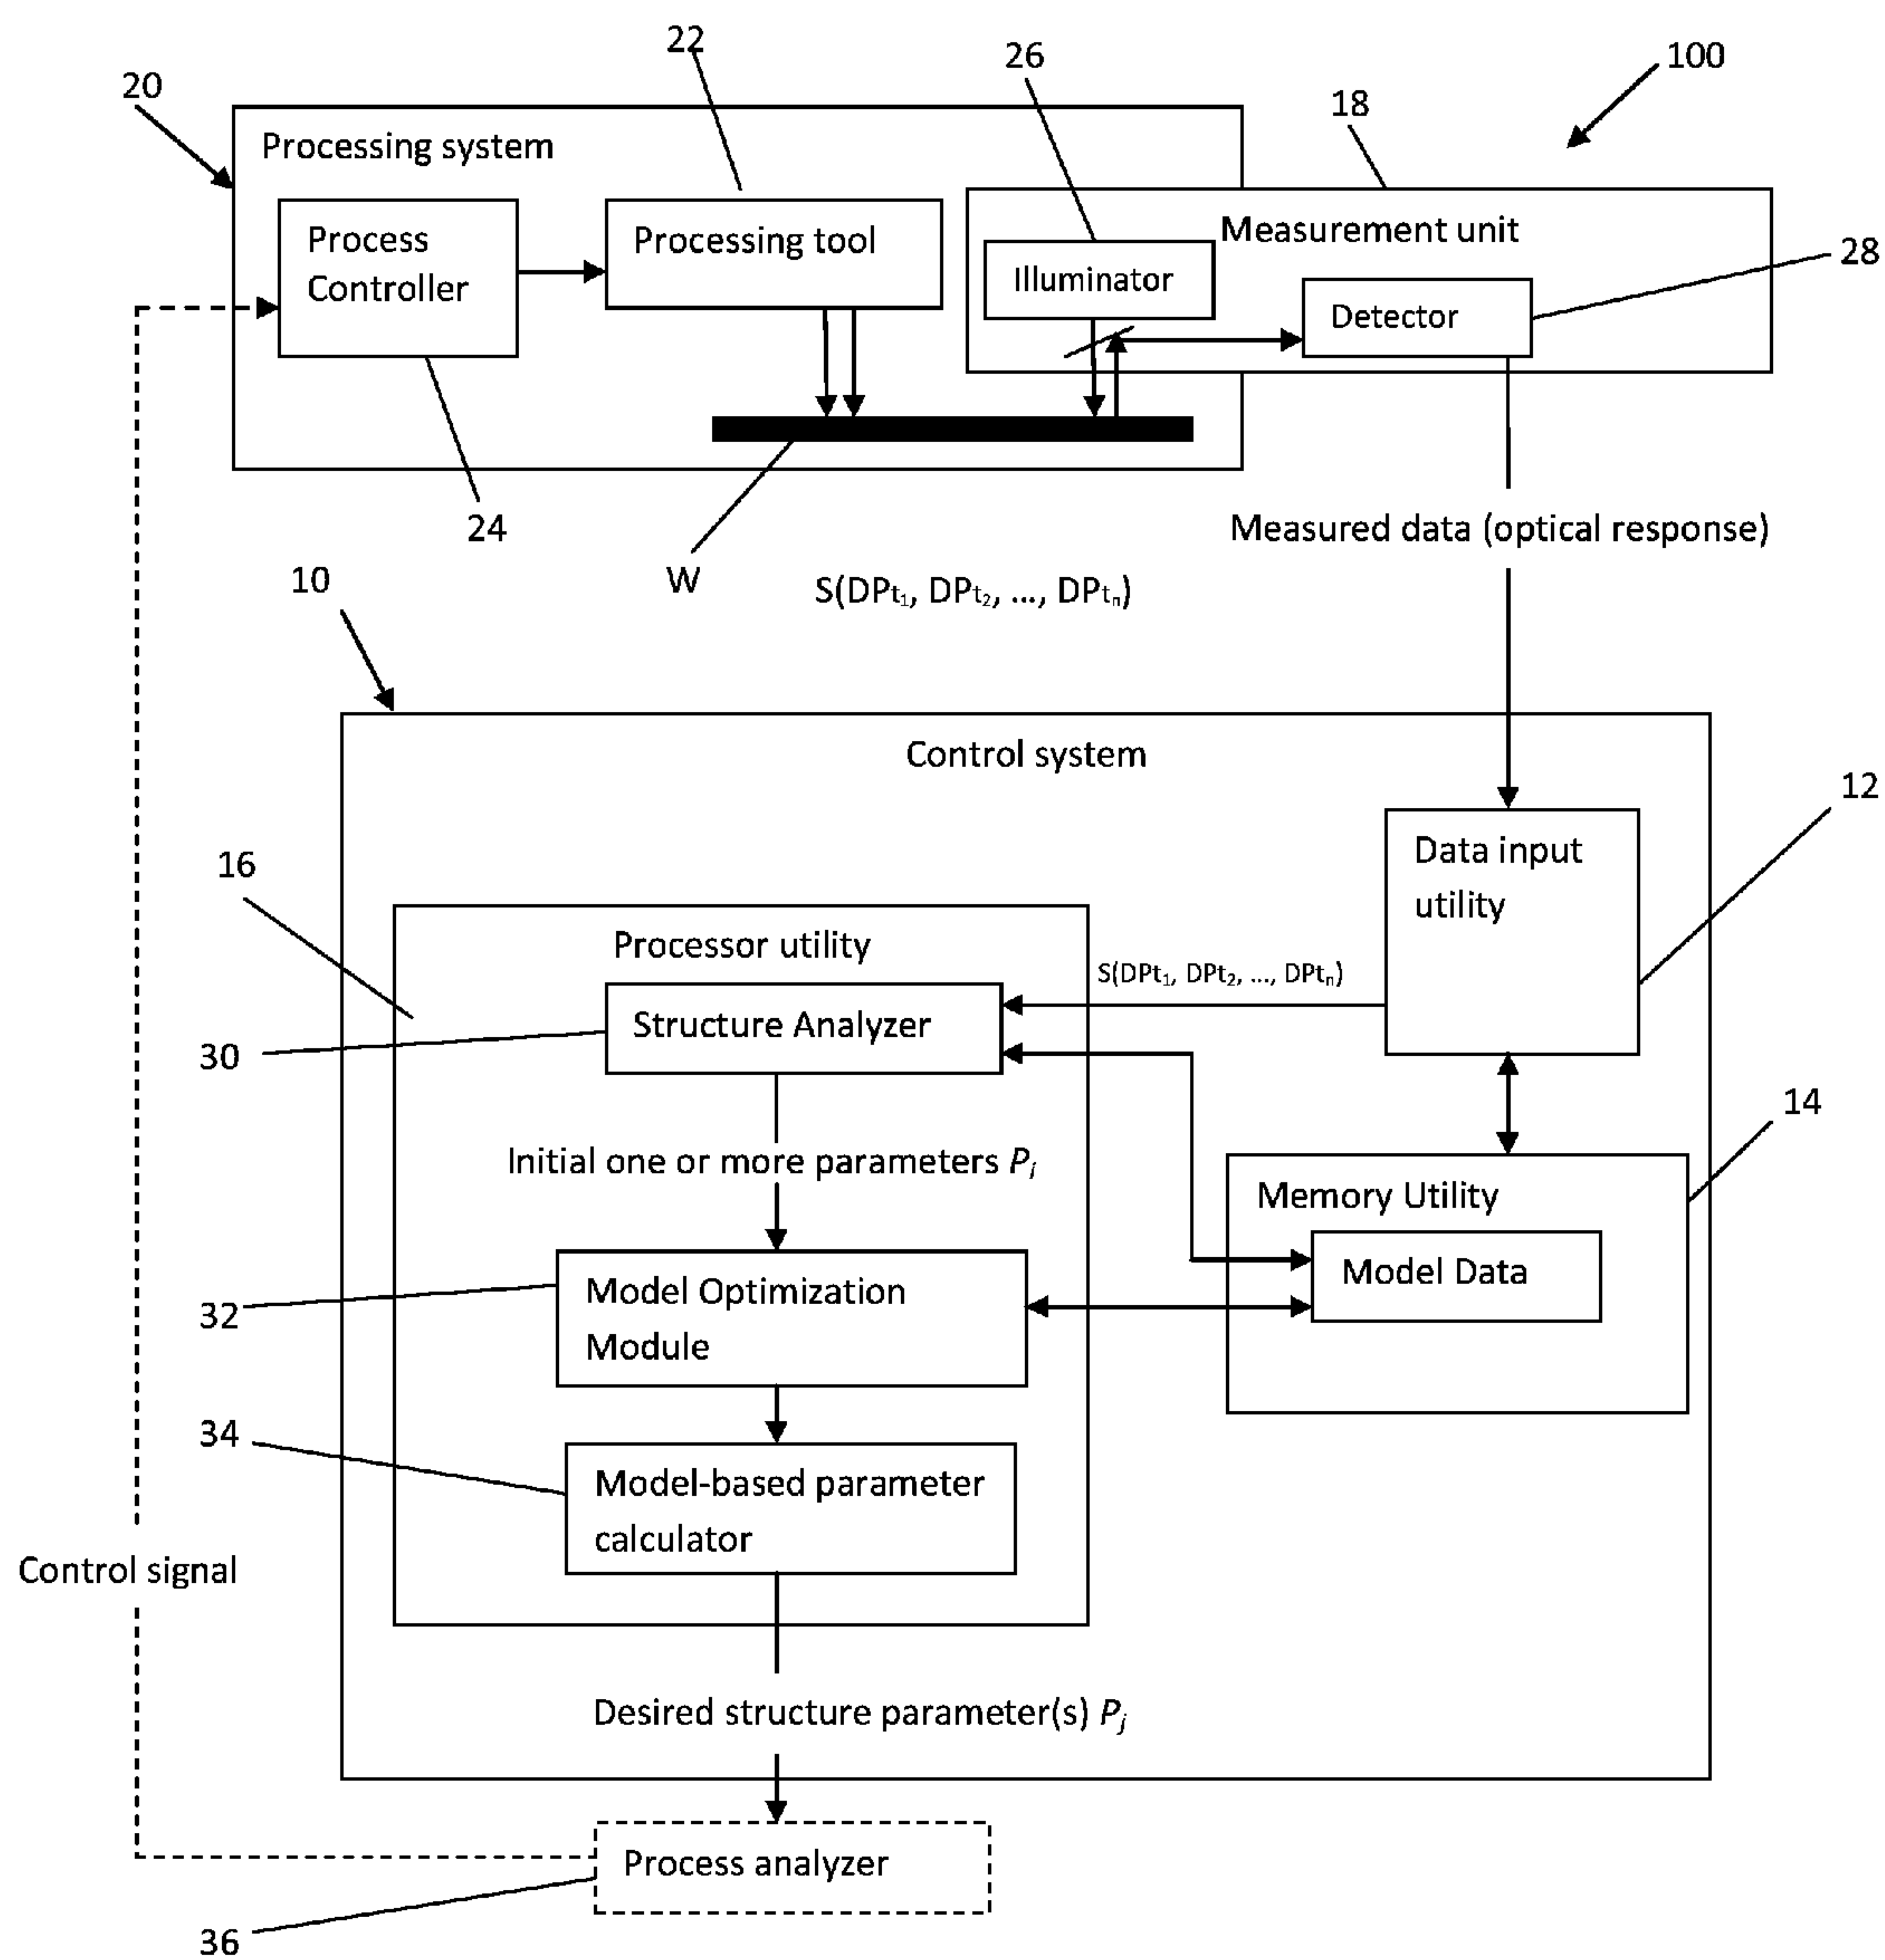 22
26
100
20
18
Processing system
Process
Controller
Processing tool
Measurement unit
28
Illuminator
Detector
24
Measured data (optical response)
10
W
S(DPt₁, DPt₂, ..., DPtₙ)
Control system
12
16
Data input
utility
Processor utility
S(DPt₁, DPt₂, ..., DPtₙ)
Structure Analyzer
30
14
Initial one or more parameters Pᵢ
Memory Utility
Model Data
Model Optimization
Module
32
34
Model-based parameter
calculator
Control signal
Desired structure parameter(s) Pⱼ
Process analyzer
36